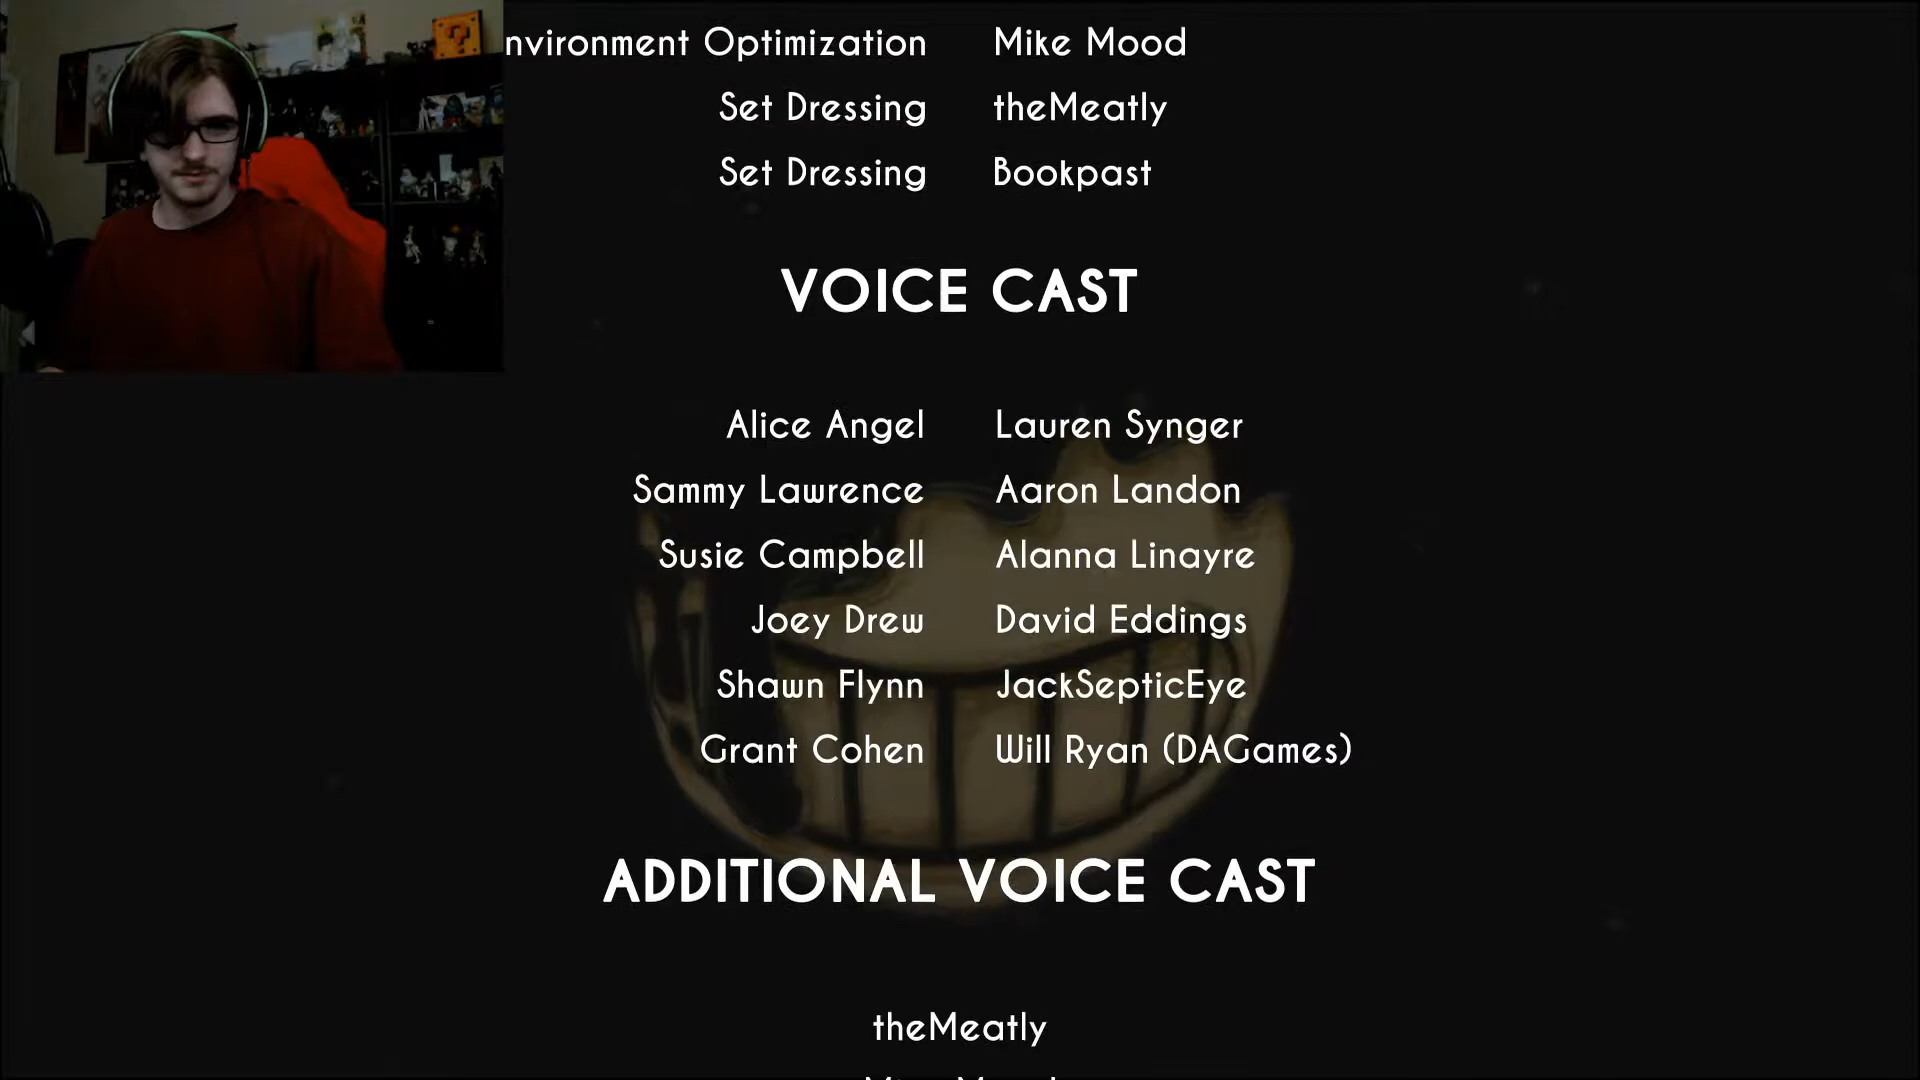 nvironment Optimization Mike Mood
Set Dressing theMeatly
Set Dressing Bookpast
VOICE CAST
Alice Angel Lauren Synger
Sammy Lawrence Aaron Landon
Susie Campbell Alanna Linayre
Joey Drew David Eddings
Shawn Flynn JackSepticEye
Grant Cohen Will Ryan (DAGames)
ADDITIONAL VOICE CAST
theMeatly